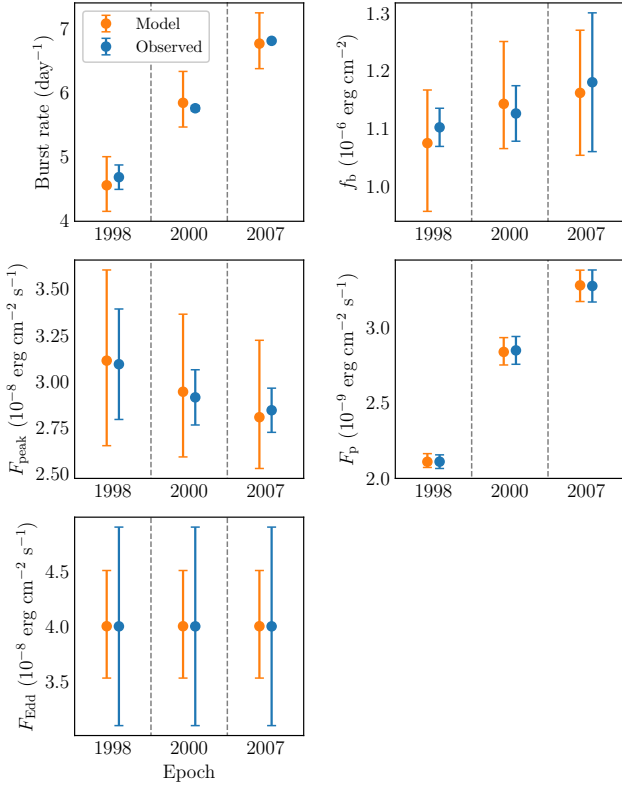 Burst rate (day⁻¹)
7
6
5
4
Model
Observed
1998 2000 2007
f_b (10⁻⁶ erg cm⁻²)
1.3
1.2
1.1
1.0
1998 2000 2007
F_peak (10⁻⁸ erg cm⁻² s⁻¹)
3.50
3.25
3.00
2.75
2.50
1998 2000 2007
F_p (10⁻⁹ erg cm⁻² s⁻¹)
3.0
2.5
2.0
1998 2000 2007
F_Edd (10⁻⁸ erg cm⁻² s⁻¹)
4.5
4.0
3.5
1998 2000 2007
Epoch